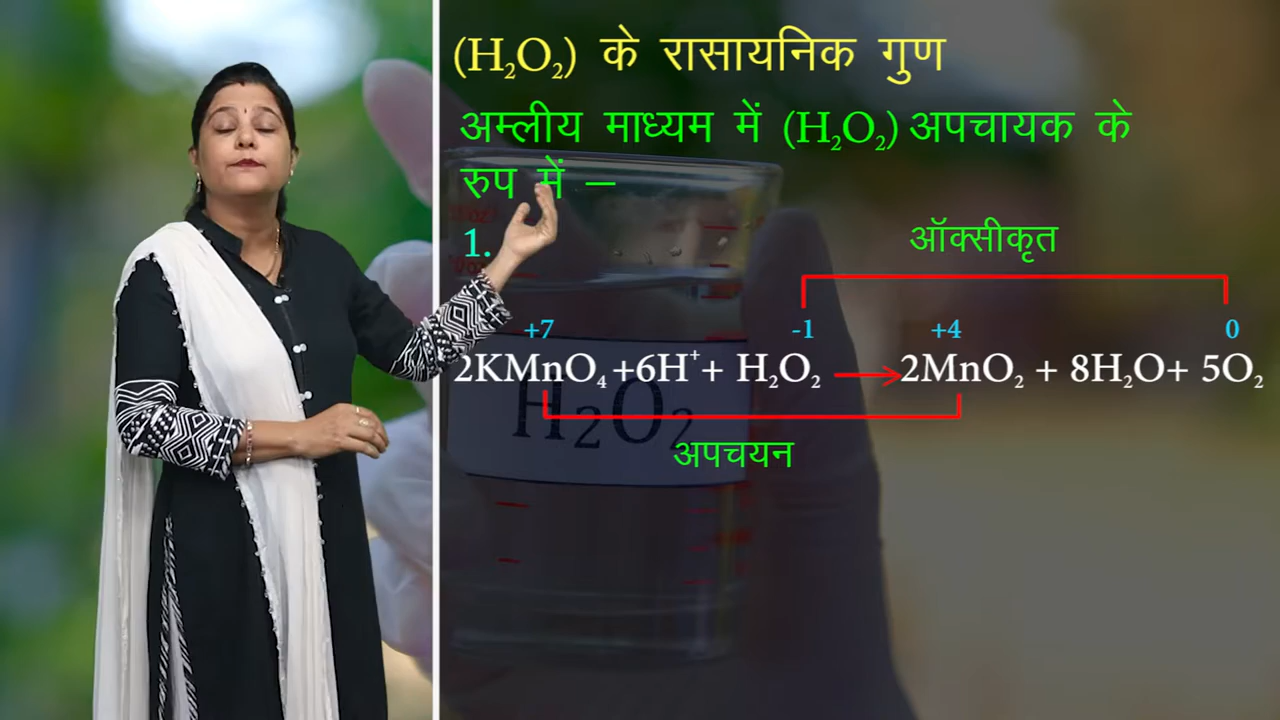 (H₂O₂) के रासायनिक गुण
अम्लीय माध्यम में (H₂O₂) अपचायक के
रुप में –
1.
ऑक्सीकृत
+7 -1 +4 0
2KMnO₄ +6H⁺+ H₂O₂ → 2MnO₂ + 8H₂O+ 5O₂
H₂O₂
अपचयन